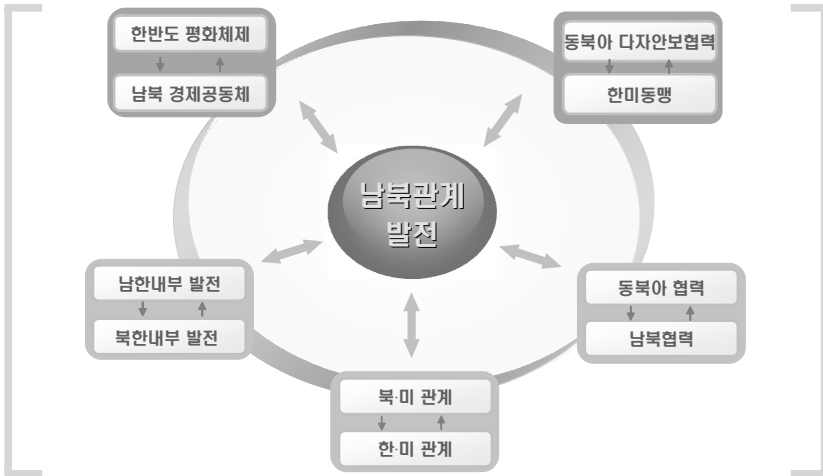 한반도 평화체제
남북 경제공동체
동북아 다자안보협력
한미동맹
남북관계
발전
남한내부 발전
북한내부 발전
동북아 협력
남북협력
북·미 관계
한·미 관계